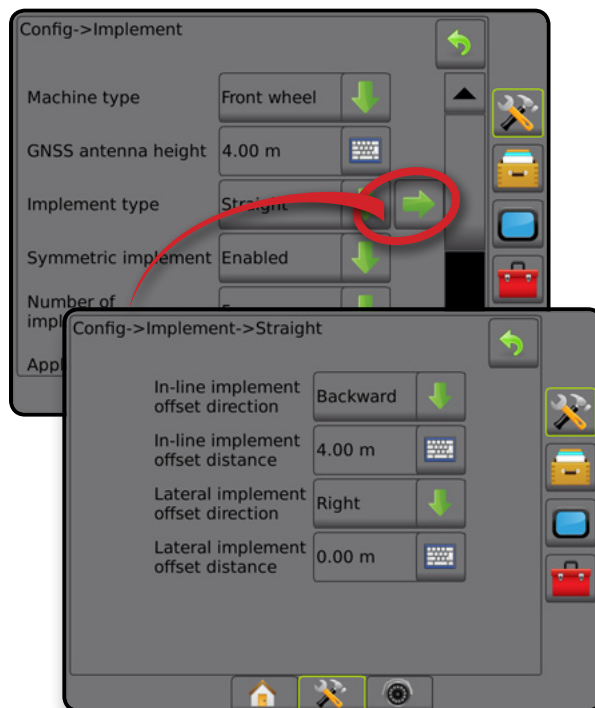 Config->Implement
Machine type Front wheel
GNSS antenna height 4.00 m
Implement type Straight
Symmetric implement Enabled
Number of
Config->Implement->Straight
In-line implement
offset direction
Backward
In-line implement
offset distance
4.00 m
Lateral implement
offset direction
Right
Lateral implement
offset distance
0.00 m